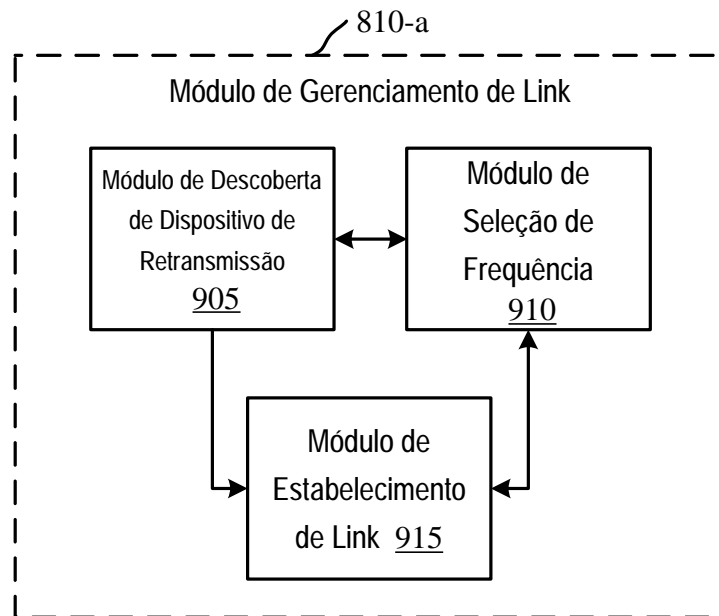 810-a
Módulo de Gerenciamento de Link
Módulo de Descoberta
de Dispositivo de
Retransmissão
905
Módulo de
Seleção de
Frequência
910
Módulo de
Estabelecimento
de Link 915